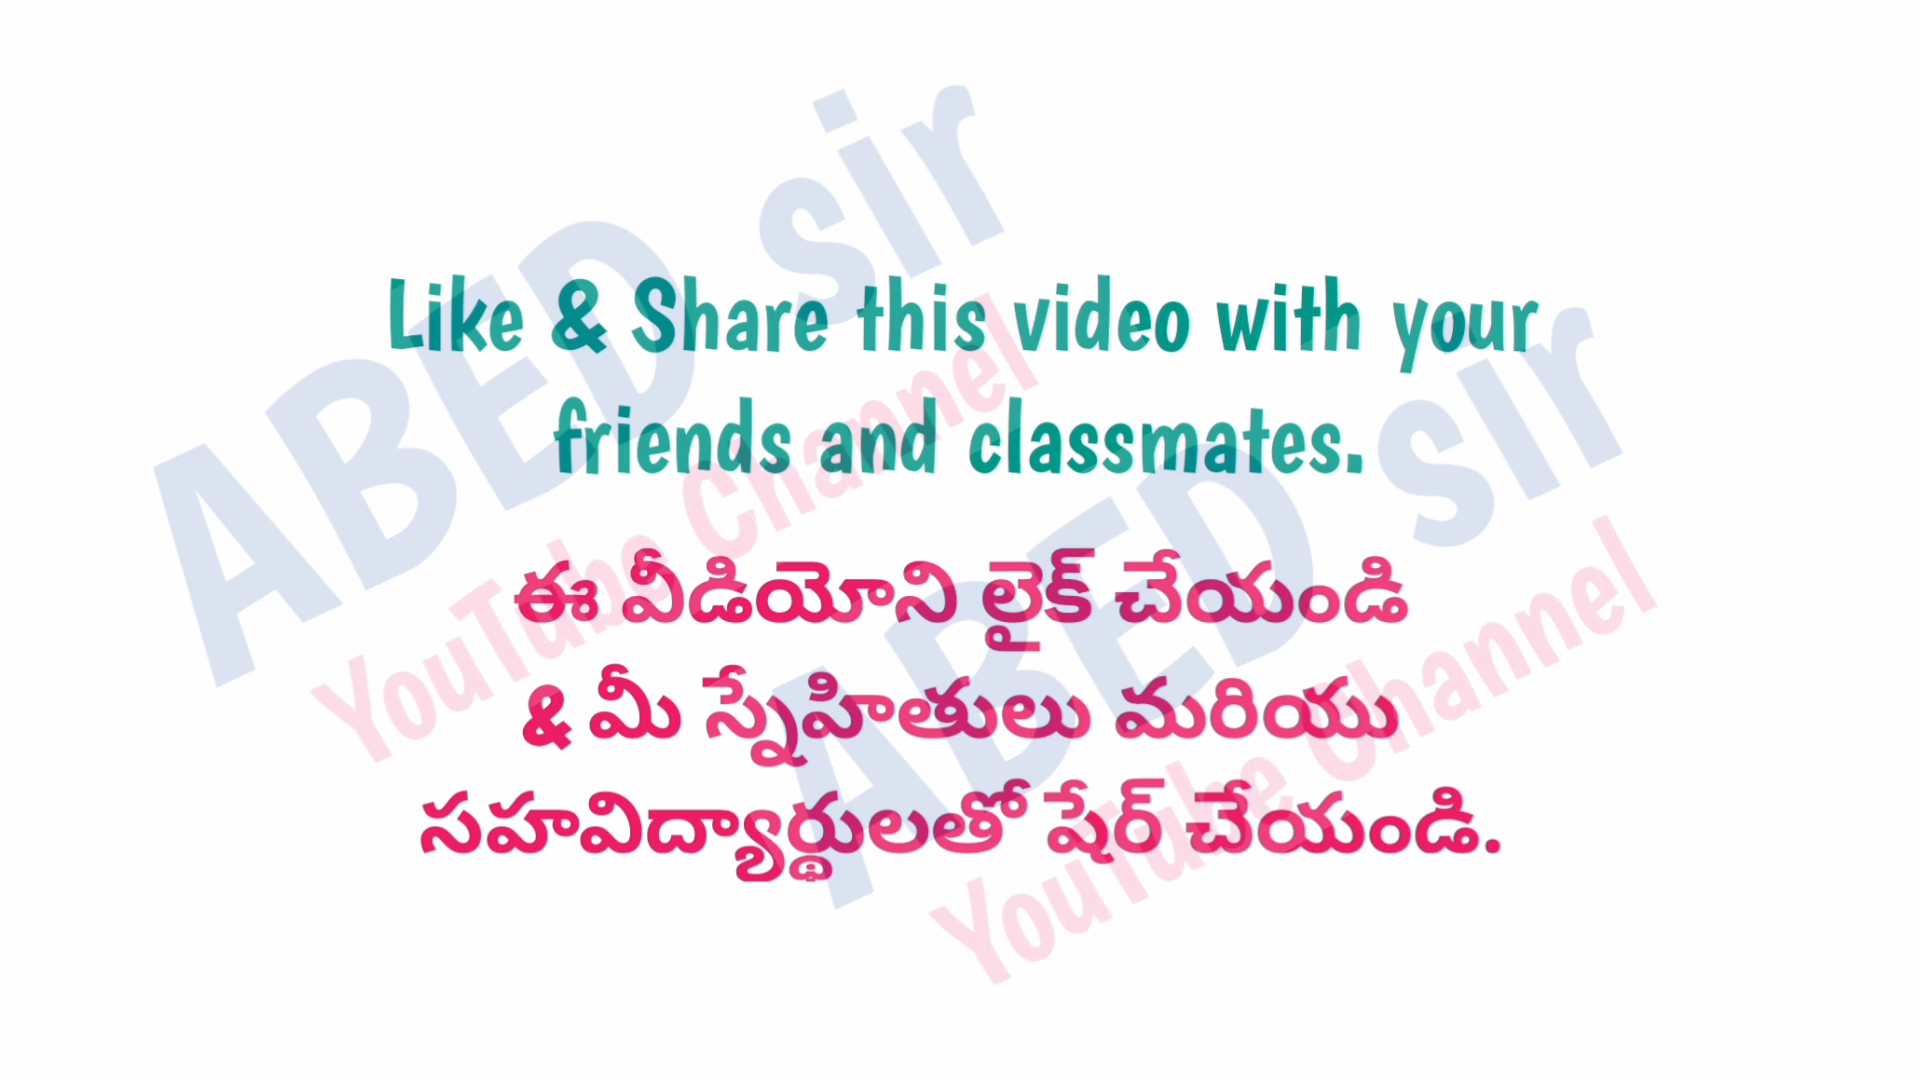 Like & Share this video with your
friends and classmates.
ఈ వీడియోని లైక్ చేయండి
& మీ స్నేహితులు మరియు
సహవిద్యార్థులతో షేర్ చేయండి.
ABED sir
YouTube Channel
ABED sir
YouTube Channel